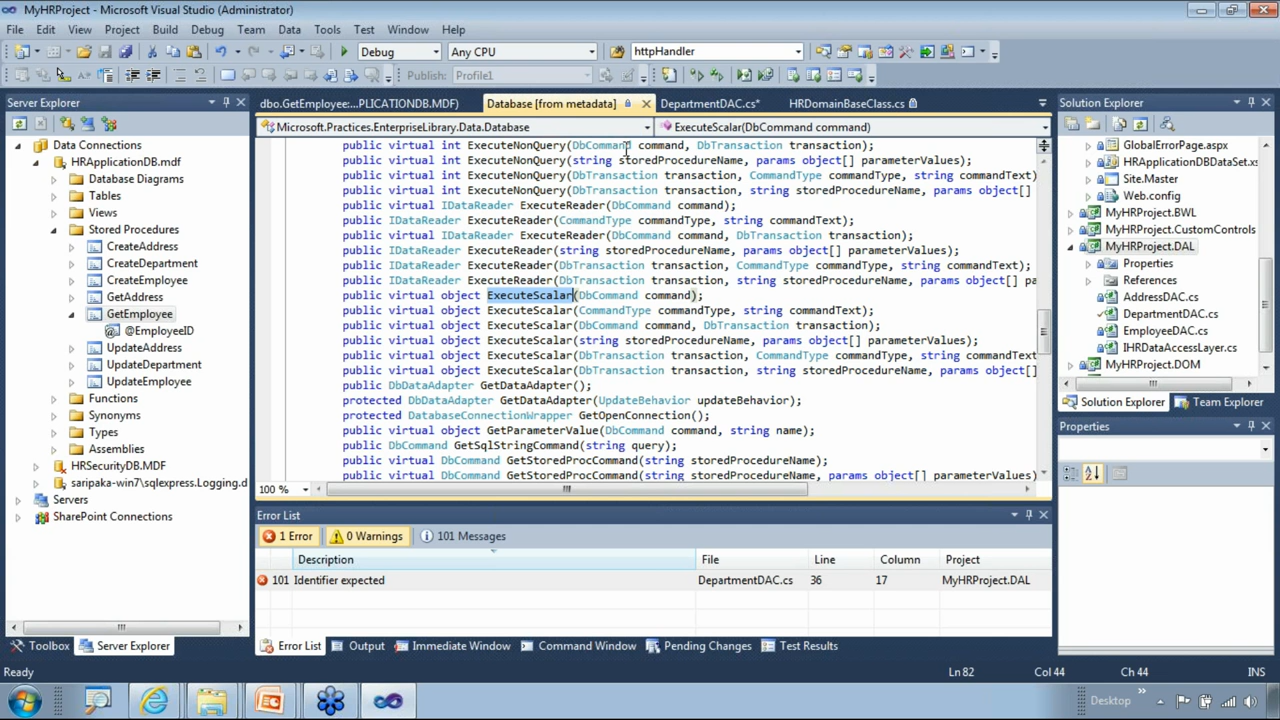 MyHRProject - Microsoft Visual Studio (Administrator)
File Edit View Project Build Debug Team Data Tools Test Window Help
Debug Any CPU httpHandler
Publish: Profile1
Server Explorer
Data Connections
HRApplicationDB.mdf
Database Diagrams
Tables
Views
Stored Procedures
CreateAddress
CreateDepartment
CreateEmployee
GetAddress
GetEmployee
@EmployeeID
UpdateAddress
UpdateDepartment
UpdateEmployee
Functions
Synonyms
Types
Assemblies
HRSecurityDB.MDF
saripaka-win7\sqlexpress.Logging.d
Servers
SharePoint Connections
Toolbox Server Explorer
dbo.GetEmployee:...PLICATIONDB.MDF) Database [from metadata] DepartmentDAC.cs* HRDomainBaseClass.cs
Microsoft.Practices.EnterpriseLibrary.Data.Database ExecuteScalar(DbCommand command)
public virtual int ExecuteNonQuery(DbCommand command, DbTransaction transaction);
public virtual int ExecuteNonQuery(string storedProcedureName, params object[] parameterValues);
public virtual int ExecuteNonQuery(DbTransaction transaction, CommandType commandType, string commandText)
public virtual int ExecuteNonQuery(DbTransaction transaction, string storedProcedureName, params object[]
public virtual IDataReader ExecuteReader(DbCommand command);
public virtual IDataReader ExecuteReader(CommandType commandType, string commandText);
public virtual IDataReader ExecuteReader(DbCommand command, DbTransaction transaction);
public virtual IDataReader ExecuteReader(string storedProcedureName, params object[] parameterValues);
public virtual IDataReader ExecuteReader(DbTransaction transaction, CommandType commandType, string commandText);
public virtual IDataReader ExecuteReader(DbTransaction transaction, string storedProcedureName, params object[] pa
public virtual object ExecuteScalar(DbCommand command);
public virtual object ExecuteScalar(CommandType commandType, string commandText);
public virtual object ExecuteScalar(DbCommand command, DbTransaction transaction);
public virtual object ExecuteScalar(string storedProcedureName, params object[] parameterValues);
public virtual object ExecuteScalar(DbTransaction transaction, CommandType commandType, string commandText
public virtual object ExecuteScalar(DbTransaction transaction, string storedProcedureName, params object[]
public DbDataAdapter GetDataAdapter();
protected DbDataAdapter GetDataAdapter(UpdateBehavior updateBehavior);
protected DatabaseConnectionWrapper GetOpenConnection();
public virtual object GetParameterValue(DbCommand command, string name);
public DbCommand GetSqlStringCommand(string query);
public virtual DbCommand GetStoredProcCommand(string storedProcedureName);
public virtual DbCommand GetStoredProcCommand(string storedProcedureName, params object[] parameterValues)
100 %
Error List
1 Error 0 Warnings 101 Messages
Description File Line Column Project
101 Identifier expected DepartmentDAC.cs 36 17 MyHRProject.DAL
Error List Output Immediate Window Command Window Pending Changes Test Results
Solution Explorer
GlobalErrorPage.aspx
HRApplicationDBDataSet.xs
Site.Master
Web.config
MyHRProject.BWL
MyHRProject.CustomControls
MyHRProject.DAL
Properties
References
AddressDAC.cs
DepartmentDAC.cs
EmployeeDAC.cs
IHRDataAccessLayer.cs
MyHRProject.DOM
Solution Explorer Team Explorer
Properties
Ready Ln 82 Col 44 Ch 44 INS
Desktop